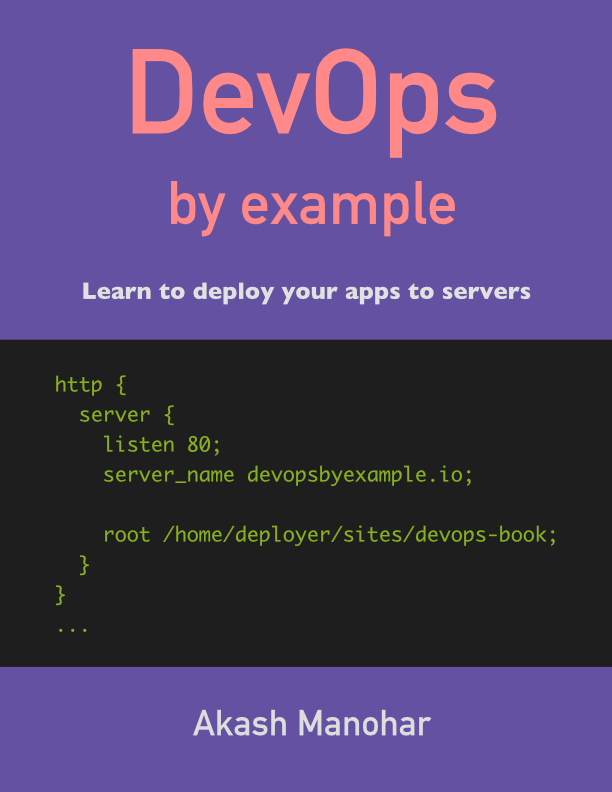 DevOps
by example
Learn to deploy your apps to servers
http {
  server {
    listen 80;
    server_name devopsbyexample.io;

    root /home/deployer/sites/devops-book;
  }
}
...
Akash Manohar